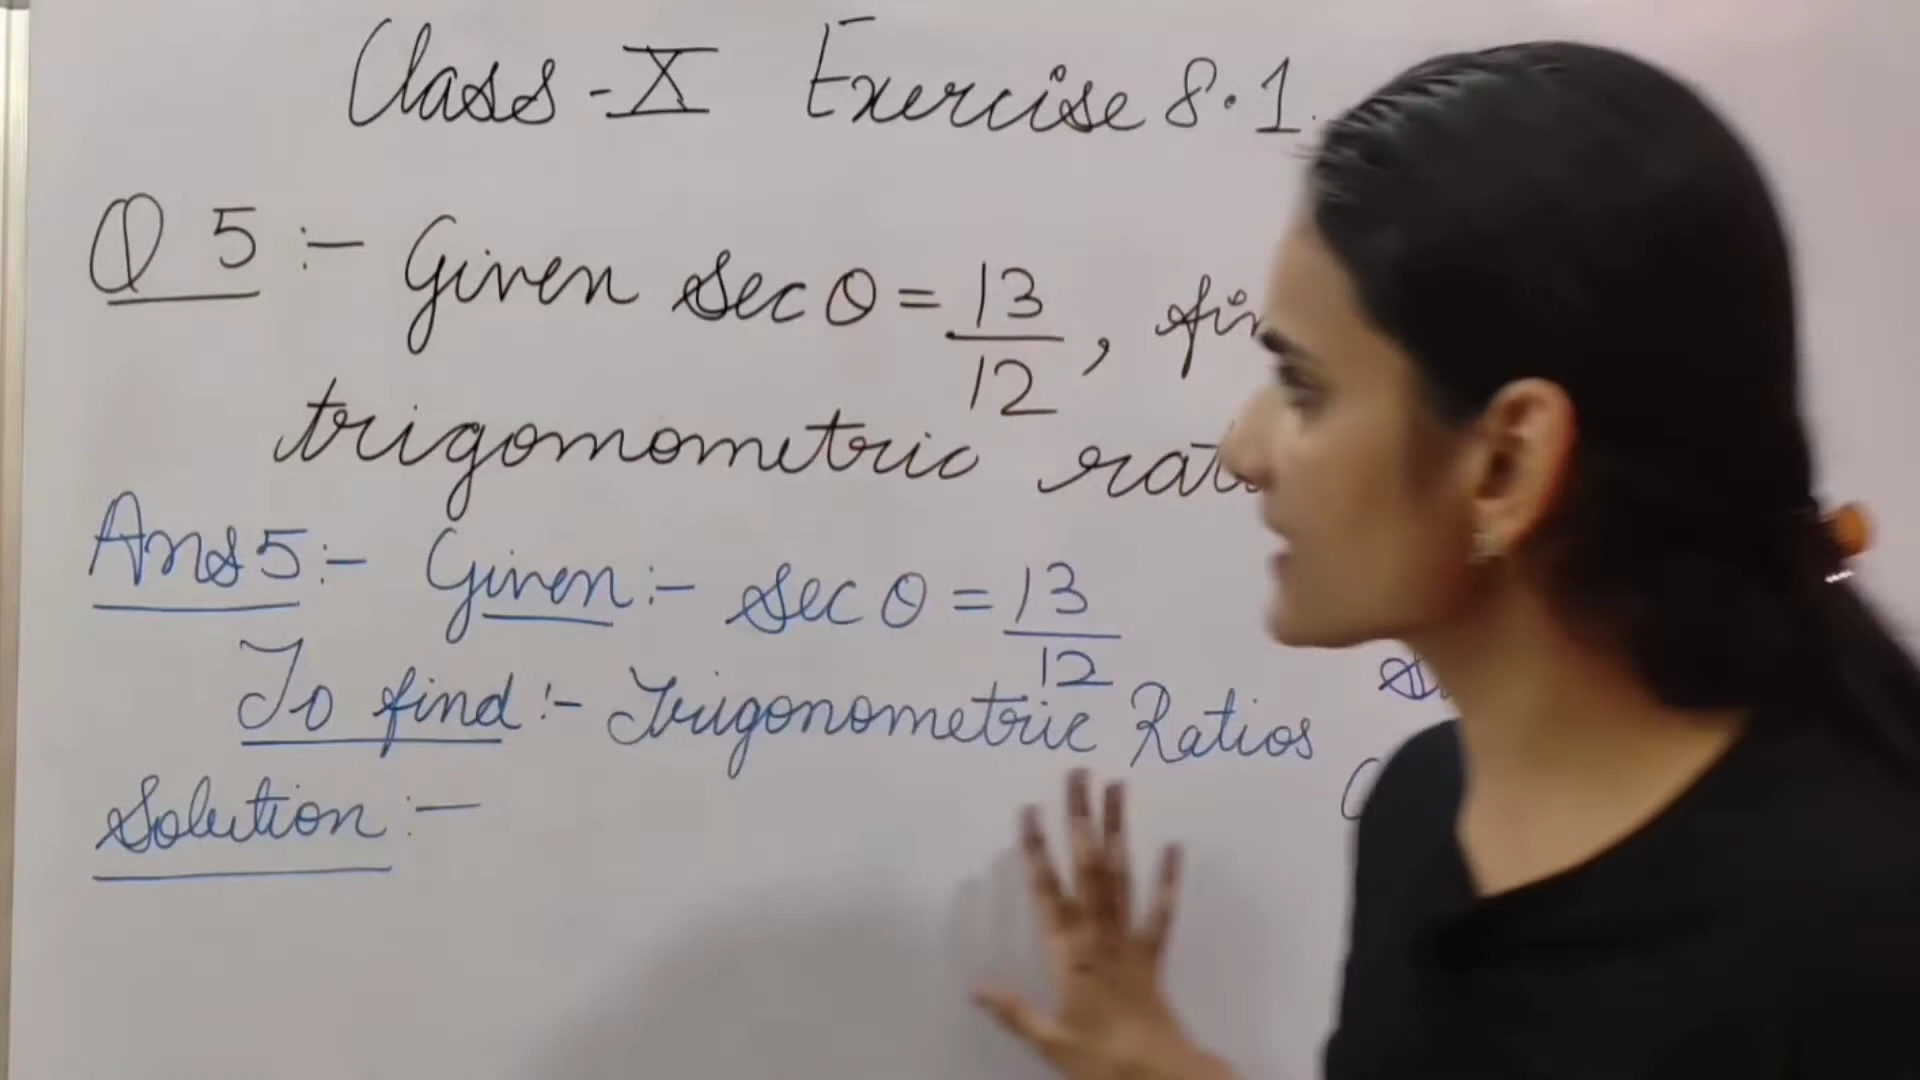 Class - X Exercise 8.1
Q 5 :- Given sec θ = 13/12,
trigomometric
Ans 5 :- Given :- sec θ = 13/12
To find :- Trigonometric Ratios
Solution :-